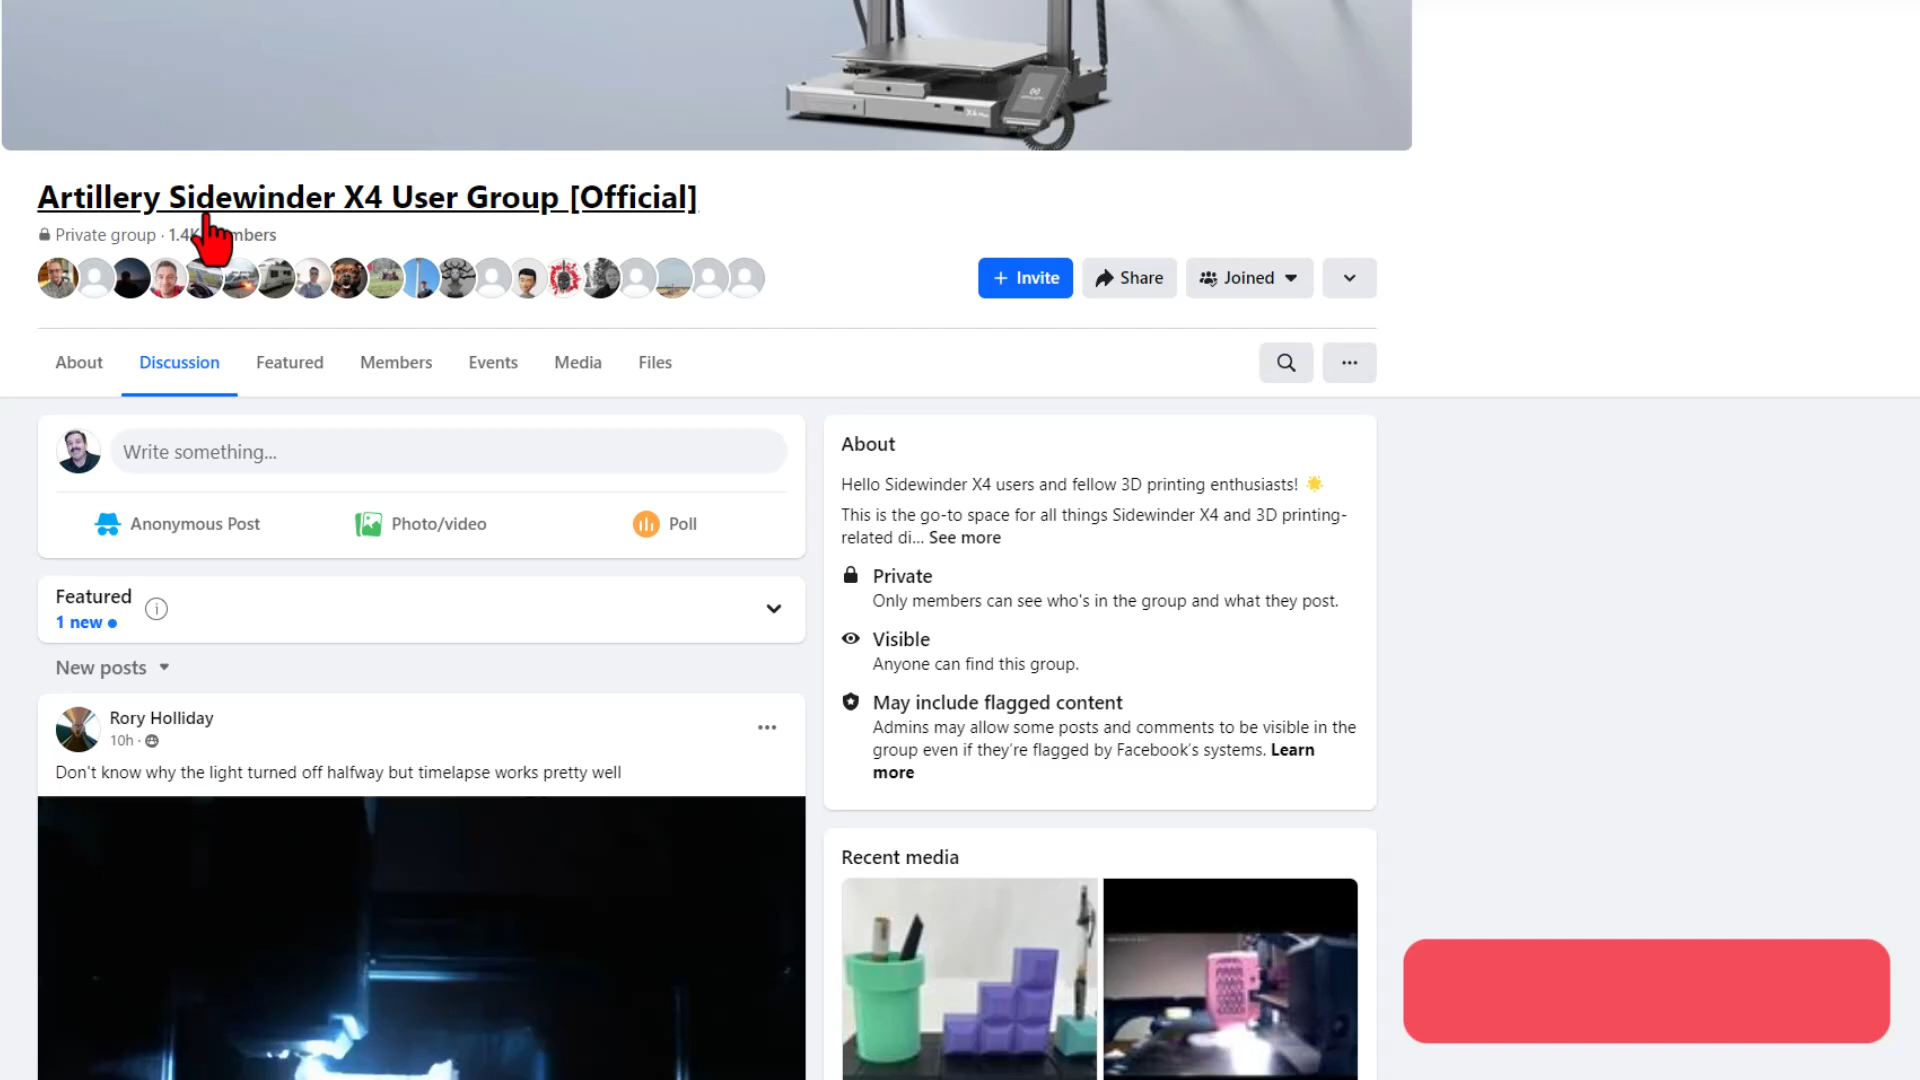 X4 Plus
Artillery Sidewinder X4 User Group [Official]
Private group · 1.4K
Invite
Share
Joined
About
Discussion
Featured
Members
Events
Media
Files
Write something...
Anonymous Post
Photo/video
Poll
Featured
1 new
New posts
Rory Holliday
10h ·
Don't know why the light turned off halfway but timelapse works pretty well
About
Hello Sidewinder X4 users and fellow 3D printing enthusiasts!
This is the go-to space for all things Sidewinder X4 and 3D printing-
related di... See more
Private
Only members can see who's in the group and what they post.
Visible
Anyone can find this group.
May include flagged content
Admins may allow some posts and comments to be visible in the
group even if they're flagged by Facebook's systems. Learn
more
Recent media